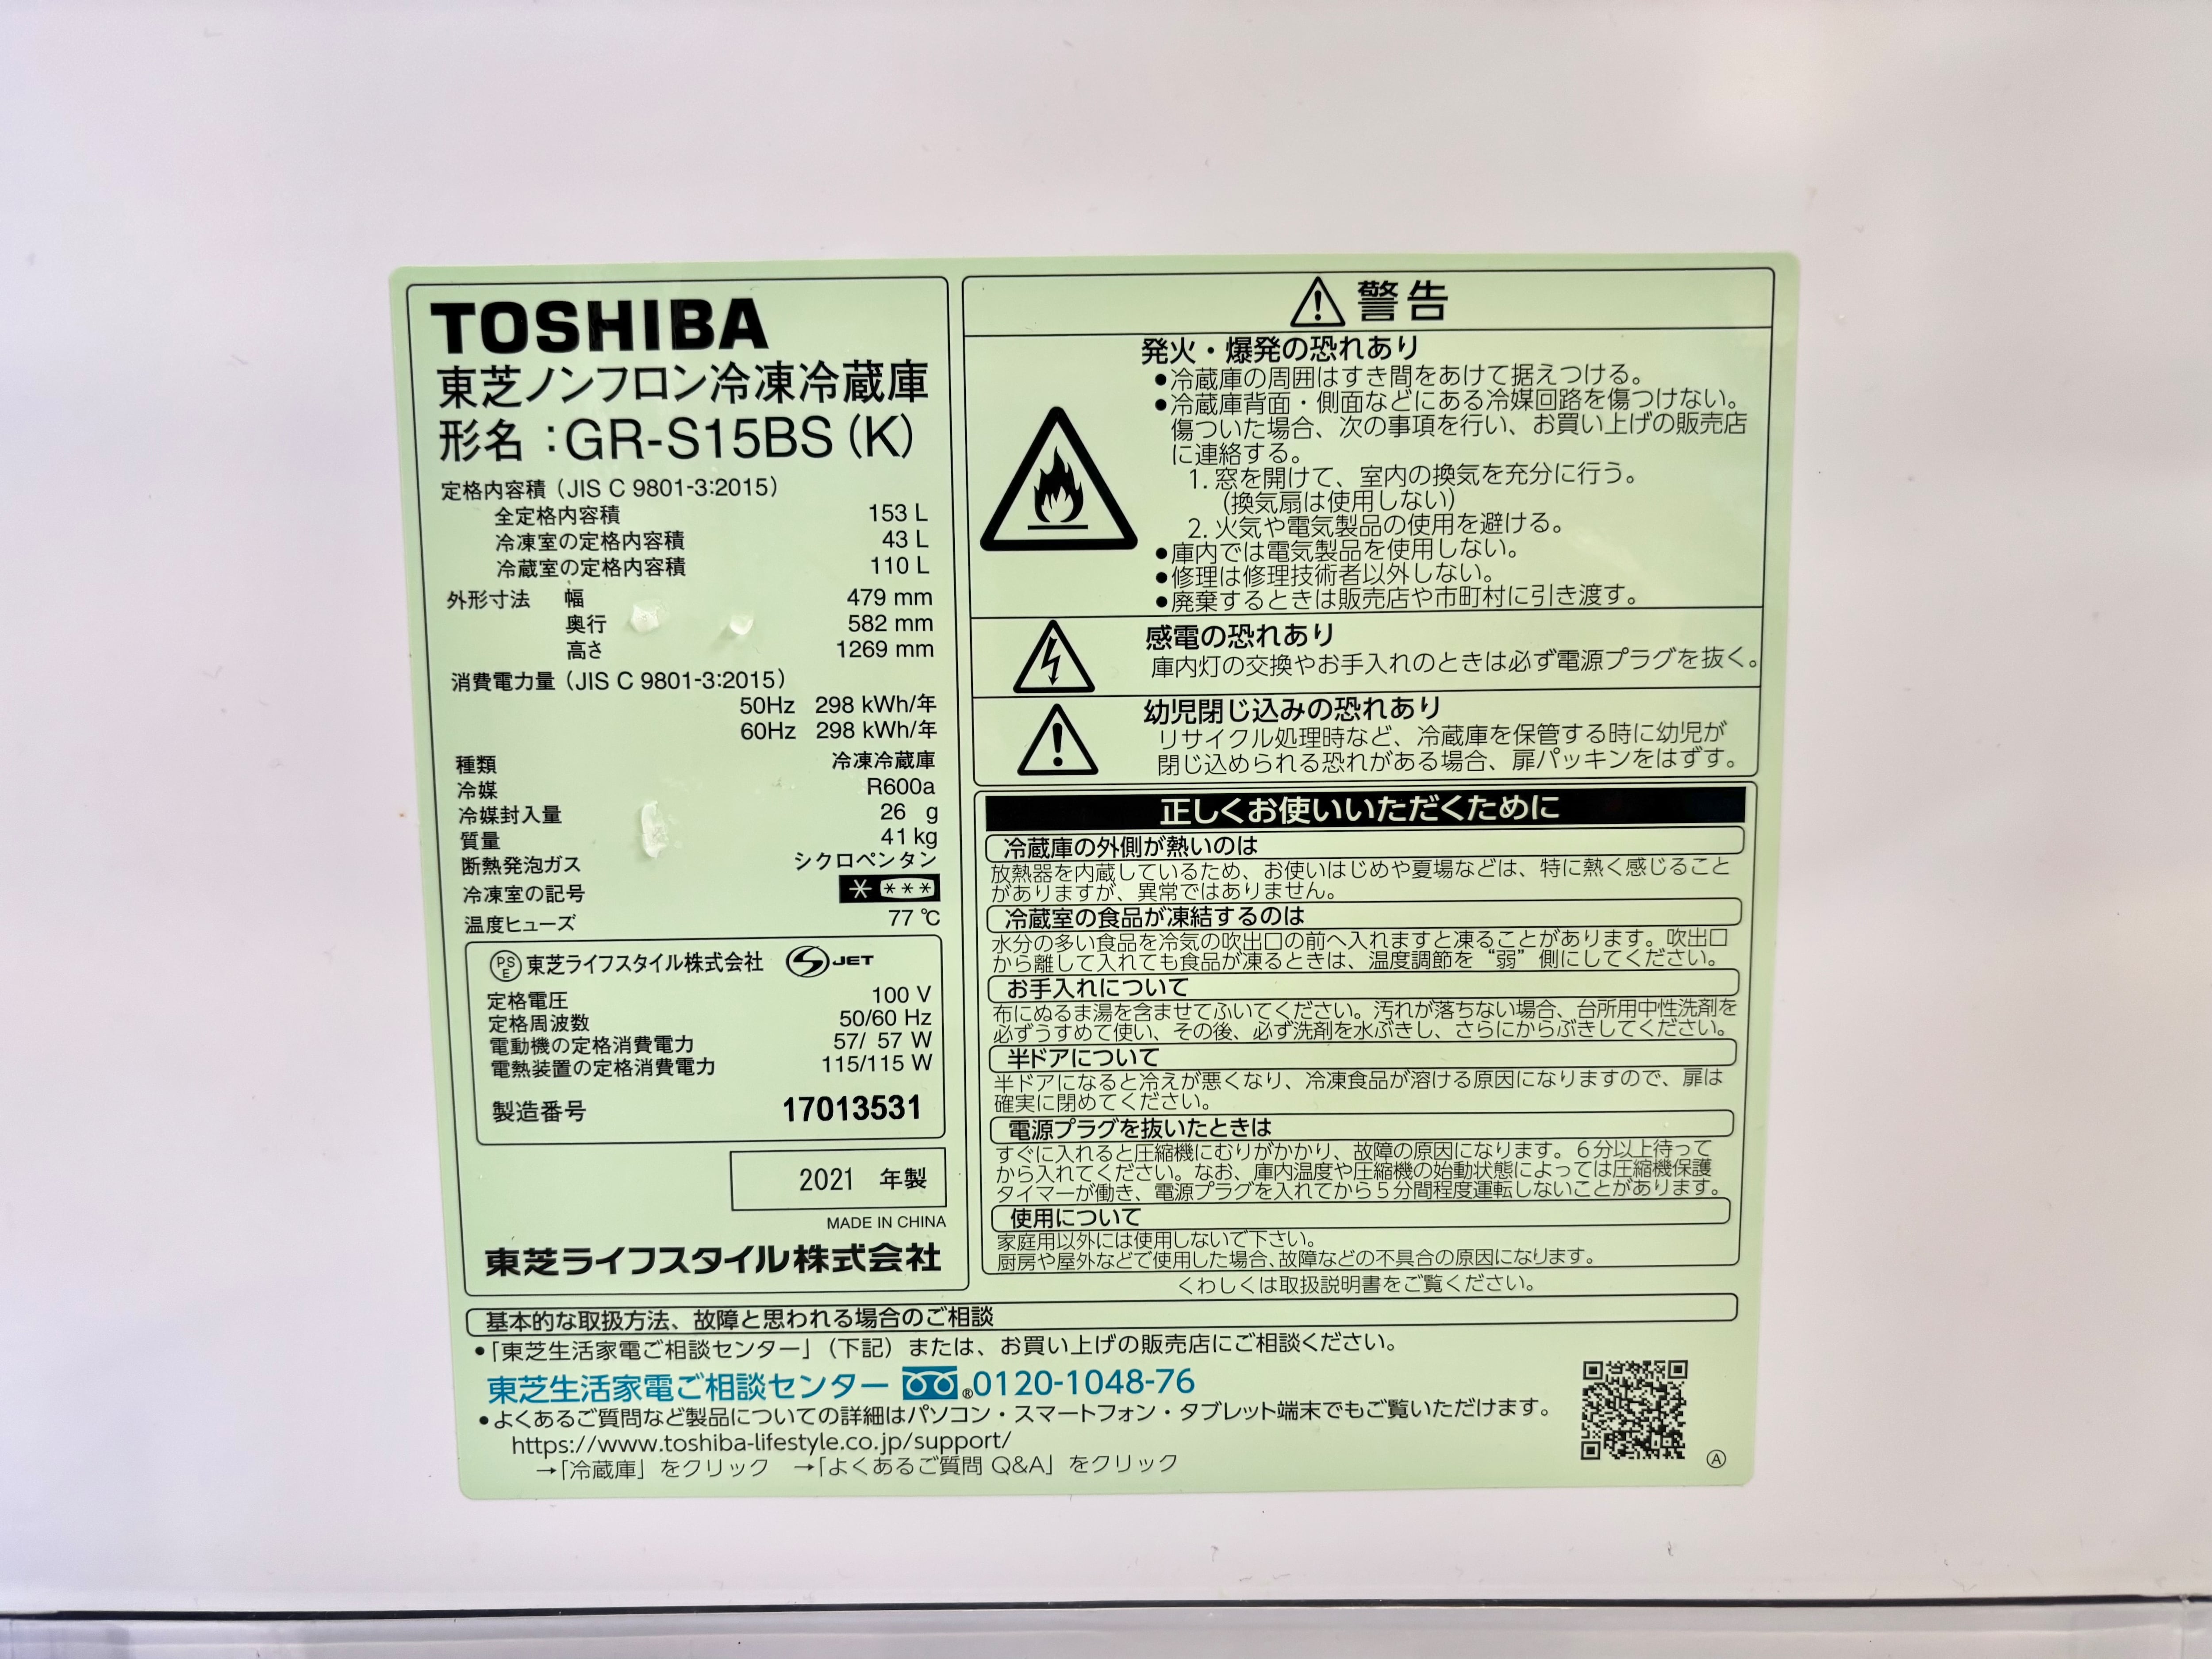 TOSHIBA
東芝ノンフロン冷凍冷蔵庫
形名：GR-S15BS (K)
定格内容積（JIS C 9801-3:2015）
全定格内容積 153 L
冷凍室の定格内容積 43 L
冷蔵室の定格内容積 110 L
外形寸法 幅 479 mm
奥行 582 mm
高さ 1269 mm
消費電力量（JIS C 9801-3:2015）
50Hz 298 kWh/年
60Hz 298 kWh/年
種類 冷凍冷蔵庫
冷媒 R600a
冷媒封入量 26 g
質量 41 kg
断熱発泡ガス シクロペンタン
冷凍室の記号 * ***
温度ヒューズ 77 ℃
PSE 東芝ライフスタイル株式会社 S JET
定格電圧 100 V
定格周波数 50/60 Hz
電動機の定格消費電力 57/ 57 W
電熱装置の定格消費電力 115/115 W
製造番号 17013531
2021 年製
MADE IN CHINA
東芝ライフスタイル株式会社
警告
発火・爆発の恐れあり
●冷蔵庫の周囲はすき間をあけて据えつける。
●冷蔵庫背面・側面などにある冷媒回路を傷つけない。
傷ついた場合、次の事項を行い、お買い上げの販売店
に連絡する。
1. 窓を開けて、室内の換気を充分に行う。
（換気扇は使用しない）
2. 火気や電気製品の使用を避ける。
●庫内では電気製品を使用しない。
●修理は修理技術者以外しない。
●廃棄するときは販売店や市町村に引き渡す。
感電の恐れあり
庫内灯の交換やお手入れのときは必ず電源プラグを抜く。
幼児閉じ込みの恐れあり
リサイクル処理時など、冷蔵庫を保管する時に幼児が
閉じ込められる恐れがある場合、扉パッキンをはずす。
正しくお使いいただくために
冷蔵庫の外側が熱いのは
放熱器を内蔵しているため、お使いはじめや夏場などは、特に熱く感じること
がありますが、異常ではありません。
冷蔵室の食品が凍結するのは
水分の多い食品を冷気の吹出口の前へ入れますと凍ることがあります。吹出口
から離して入れても食品が凍るときは、温度調節を“弱”側にしてください。
お手入れについて
布にぬるま湯を含ませてふいてください。汚れが落ちない場合、台所用中性洗剤を
必ずうすめて使い、その後、必ず洗剤を水ぶきし、さらにからぶきしてください。
半ドアについて
半ドアになると冷えが悪くなり、冷凍食品が溶ける原因になりますので、扉は
確実に閉めてください。
電源プラグを抜いたときは
すぐに入れると圧縮機にむりがかかり、故障の原因になります。6分以上待って
から入れてください。なお、庫内温度や圧縮機の始動状態によっては圧縮機保護
タイマーが働き、電源プラグを入れてから5分間程度運転しないことがあります。
使用について
家庭用以外には使用しないで下さい。
厨房や屋外などで使用した場合、故障などの不具合の原因になります。
くわしくは取扱説明書をご覧ください。
基本的な取扱方法、故障と思われる場合のご相談
●「東芝生活家電ご相談センター」（下記）または、お買い上げの販売店にご相談ください。
東芝生活家電ご相談センター ®0120-1048-76
●よくあるご質問など製品についての詳細はパソコン・スマートフォン・タブレット端末でもご覧いただけます。
https://www.toshiba-lifestyle.co.jp/support/
→「冷蔵庫」をクリック →「よくあるご質問 Q&A」をクリック
Ⓐ